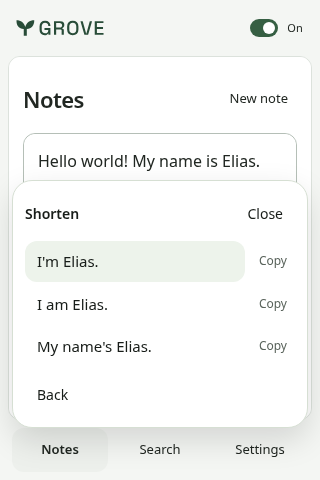 GROVE
On
Notes
New note
Hello world! My name is Elias.
Shorten
Close
I'm Elias.
Copy
I am Elias.
Copy
My name's Elias.
Copy
Back
Notes
Search
Settings